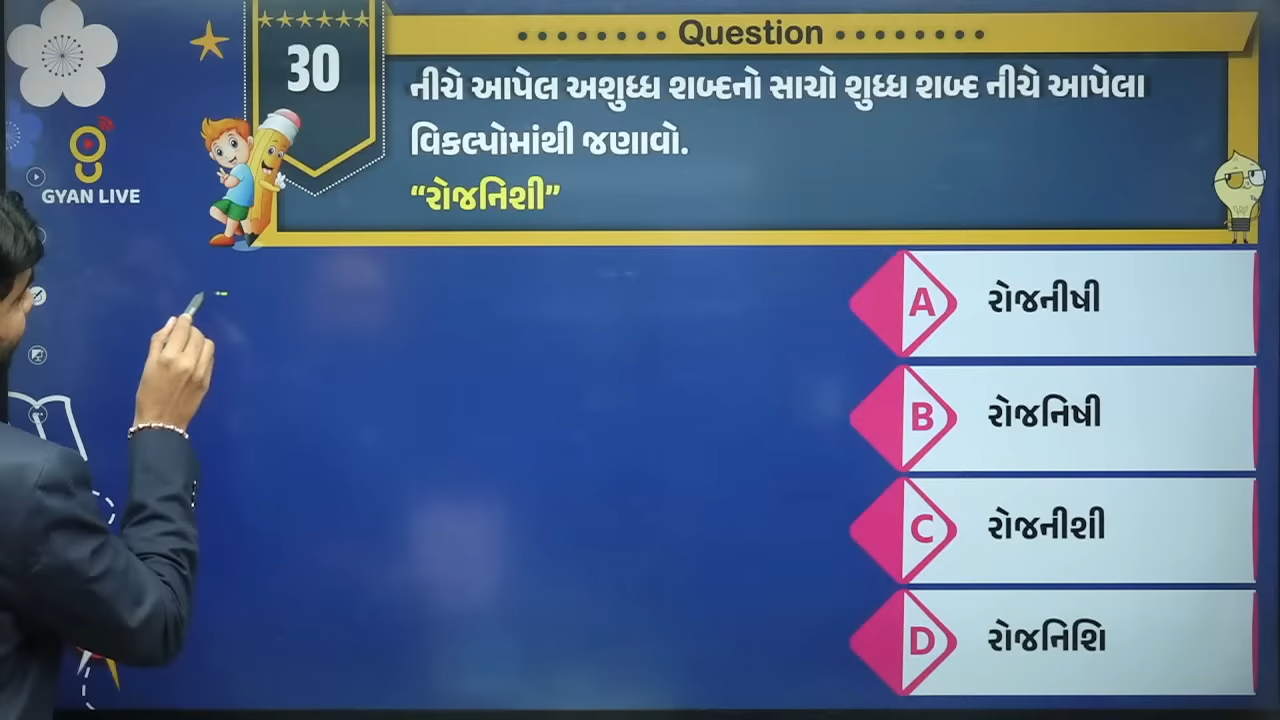 Question
30
નીચે આપેલ અશુધ્ધ શબ્દનો સાચો શુધ્ધ શબ્દ નીચે આપેલા
વિકલ્પોમાંથી જણાવો.
“રોજનિશી”
GYAN LIVE
A રોજનીષી
B રોજનિષી
C રોજનીશી
D રોજનિશિ